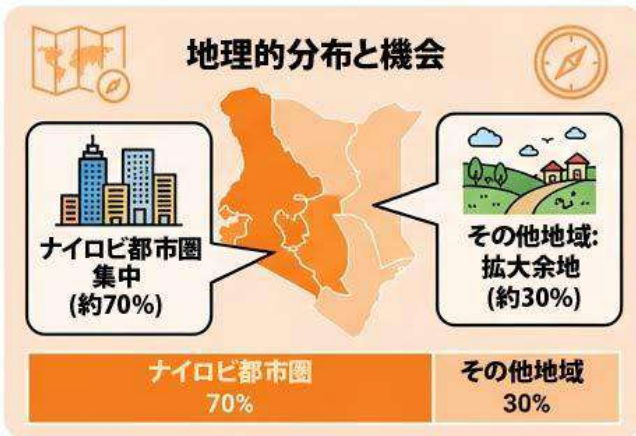 地理的分布と機会
ナイロビ都市圏
集中
(約70%)
その他地域:
拡大余地
(約30%)
ナイロビ都市圏
70%
その他地域
30%